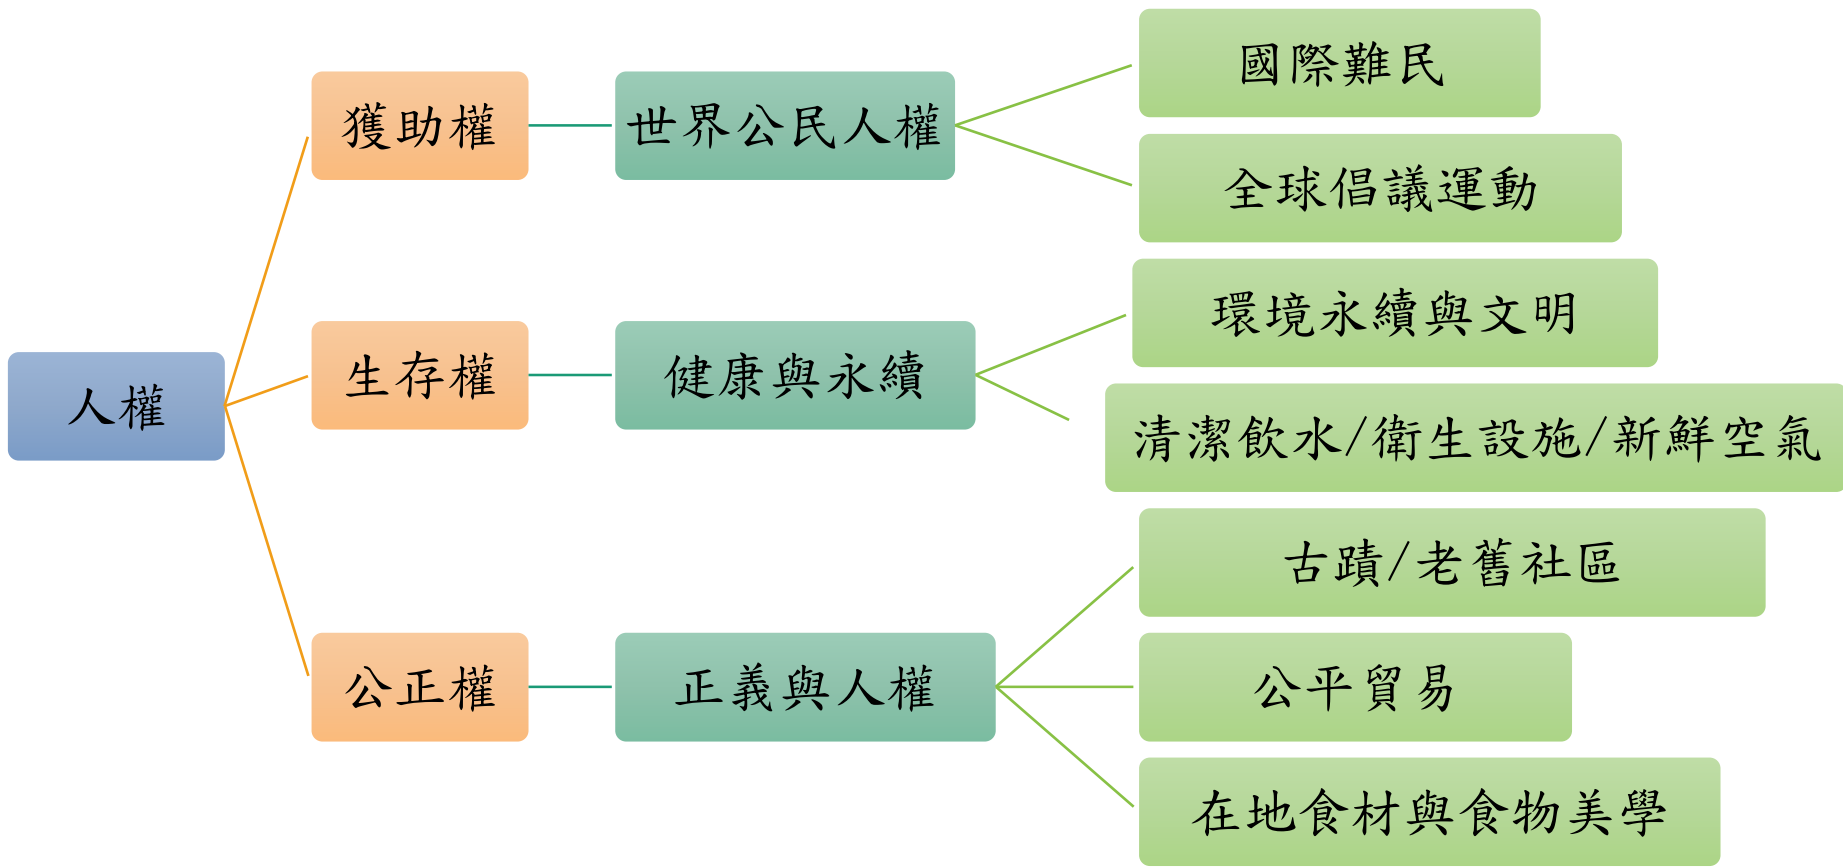 人權
獲助權
世界公民人權
國際難民
全球倡議運動
生存權
健康與永續
環境永續與文明
清潔飲水/衛生設施/新鮮空氣
公正權
正義與人權
古蹟/老舊社區
公平貿易
在地食材與食物美學